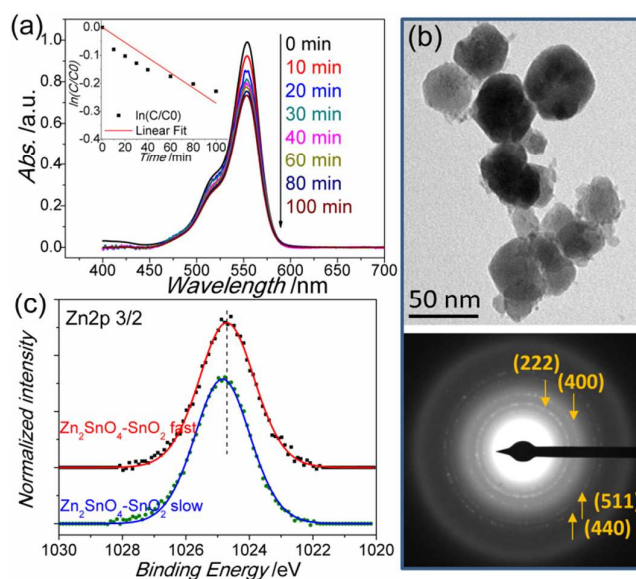 (a)
0.0
-0.1
-0.2
-0.3
-0.4
ln(C/C0)
ln(C/C0)
Linear Fit
0 20 40 60 80 100
Time /min
0 min
10 min
20 min
30 min
40 min
60 min
80 min
100 min
1.0
0.8
0.6
0.4
0.2
0.0
Abs. /a.u.
400 450 500 550 600 650 700
Wavelength /nm
(b)
50 nm
(222)
(400)
(511)
(440)
(c)
Zn2p 3/2
Zn2SnO4-SnO2 fast
Zn2SnO4-SnO2 slow
Normalized intensity
1030 1028 1026 1024 1022 1020
Binding Energy /eV